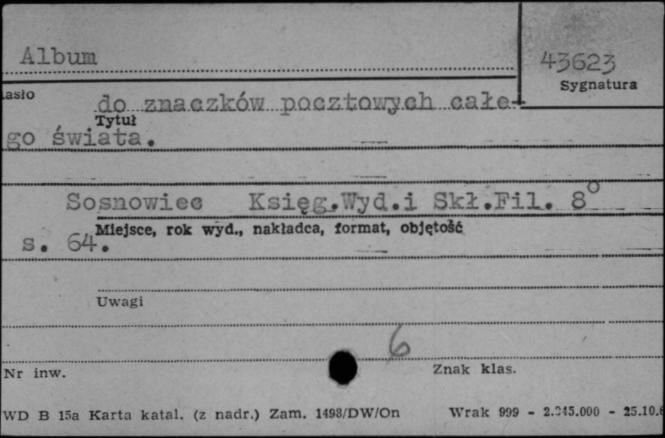 Album
43623
Sygnatura
asło
do znaczków pocztowych całe-
Tytuł
go świata.
Sosnowiec Księg.Wyd.i Skł.Fil. 8°
Miejsce, rok wyd., nakładca, format, objętość
s. 64.
Uwagi
6
Nr inw.
Znak klas.
WD B 15a Karta katal. (z nadr.) Zam. 1498/DW/On Wrak 999 - 2.245.000 - 25.10.6